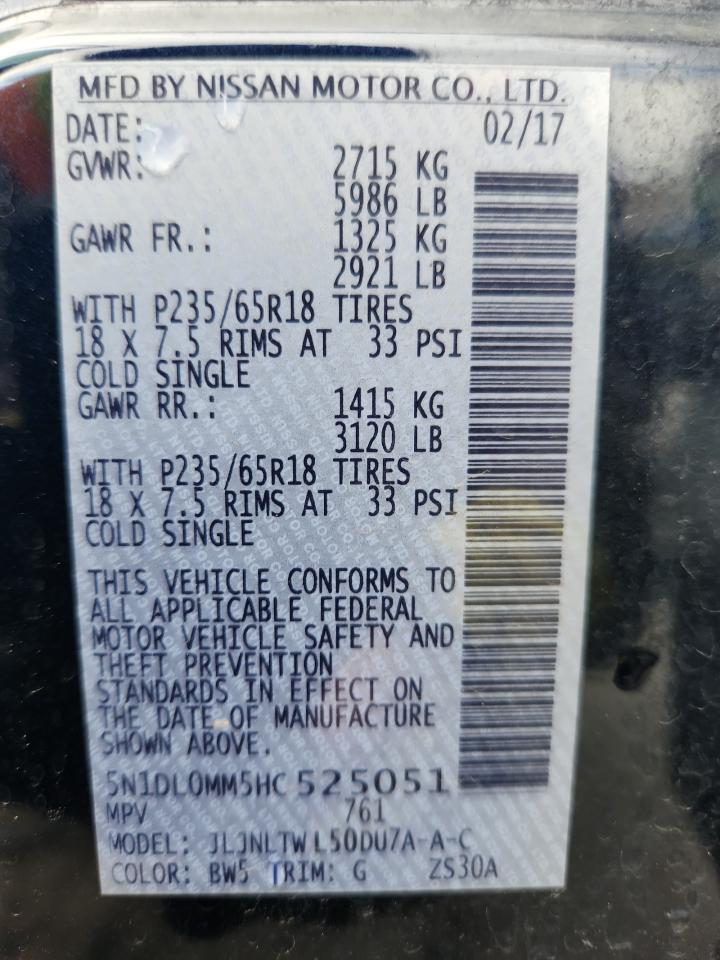 MFD BY NISSAN MOTOR CO., LTD.
DATE: 02/17
GVWR: 2715 KG
5986 LB
GAWR FR.: 1325 KG
2921 LB
WITH P235/65R18 TIRES
18 X 7.5 RIMS AT 33 PSI
COLD SINGLE
GAWR RR.: 1415 KG
3120 LB
WITH P235/65R18 TIRES
18 X 7.5 RIMS AT 33 PSI
COLD SINGLE
THIS VEHICLE CONFORMS TO
ALL APPLICABLE FEDERAL
MOTOR VEHICLE SAFETY AND
THEFT PREVENTION
STANDARDS IN EFFECT ON
THE DATE OF MANUFACTURE
SHOWN ABOVE.
5N1DL0MM5HC 525051
MPV 761
MODEL: JLJNLTWL50DU7A-A-C
COLOR: BW5 TRIM: G ZS30A